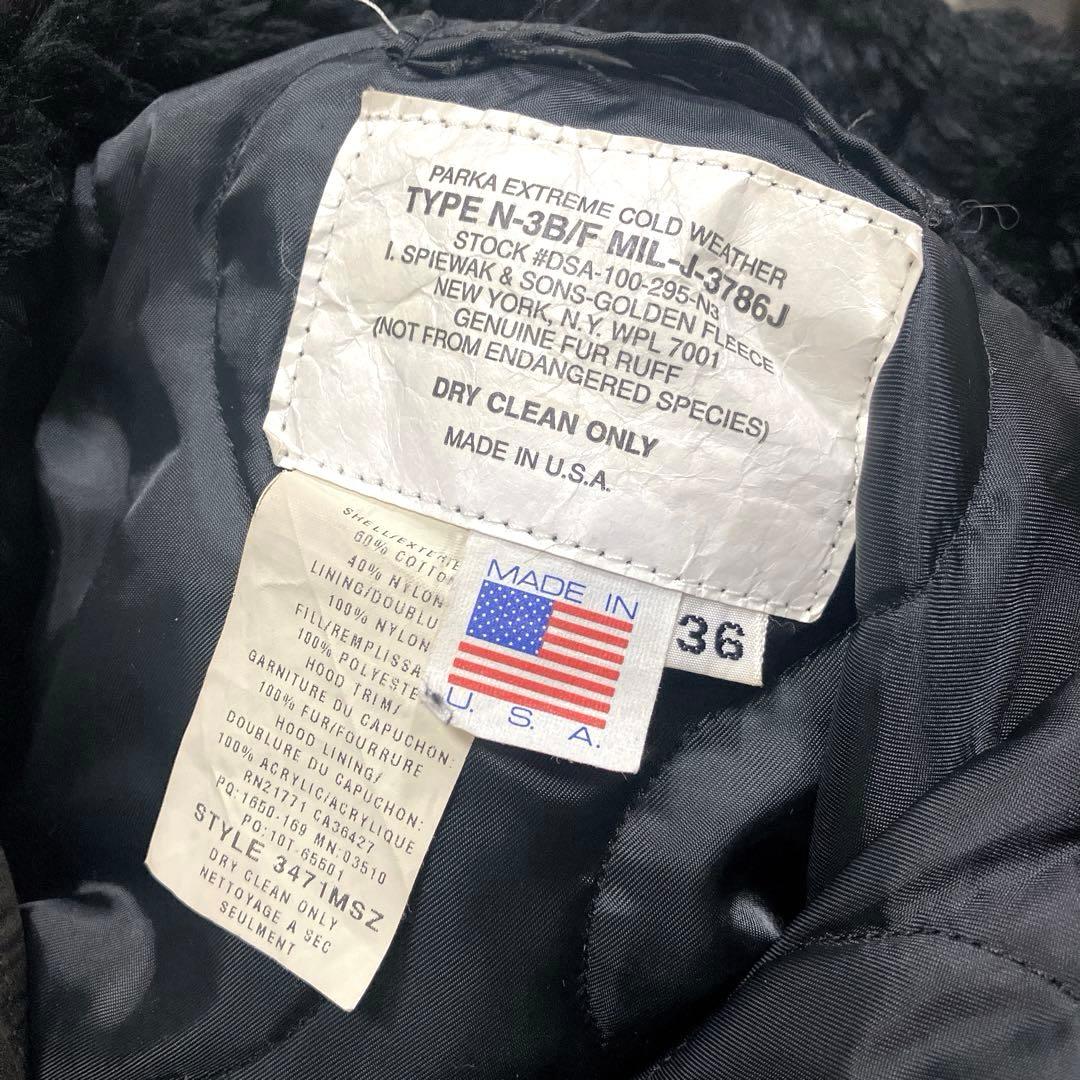 PARKA EXTREME COLD WEATHER
TYPE N-3B/F MIL-J-3786J
STOCK #DSA-100-295-N3
I. SPIEWAK & SONS-GOLDEN FLEECE
NEW YORK, N.Y. WPL 7001
GENUINE FUR RUFF
(NOT FROM ENDANGERED SPECIES)
DRY CLEAN ONLY
MADE IN U.S.A.
SHELL/EXTERIE
60% COTTO
40% NYLON
LINING/DOUBLU
100% NYLON
FILL/REMPLISSA
100% POLYESTE
HOOD TRIM/
GARNITURE DU CAPUCHON:
100% FUR/FOURRURE
HOOD LINING/
DOUBLURE DU CAPUCHON:
100% ACRYLIC/ACRYLIQUE
RN21771 CA36427
PQ:1650-169 MN:03510
PO:10T-65501
STYLE 3471MSZ
DRY CLEAN ONLY
NETTOYAGE A SEC
SEULMENT
MADE IN
U. S. A.
36